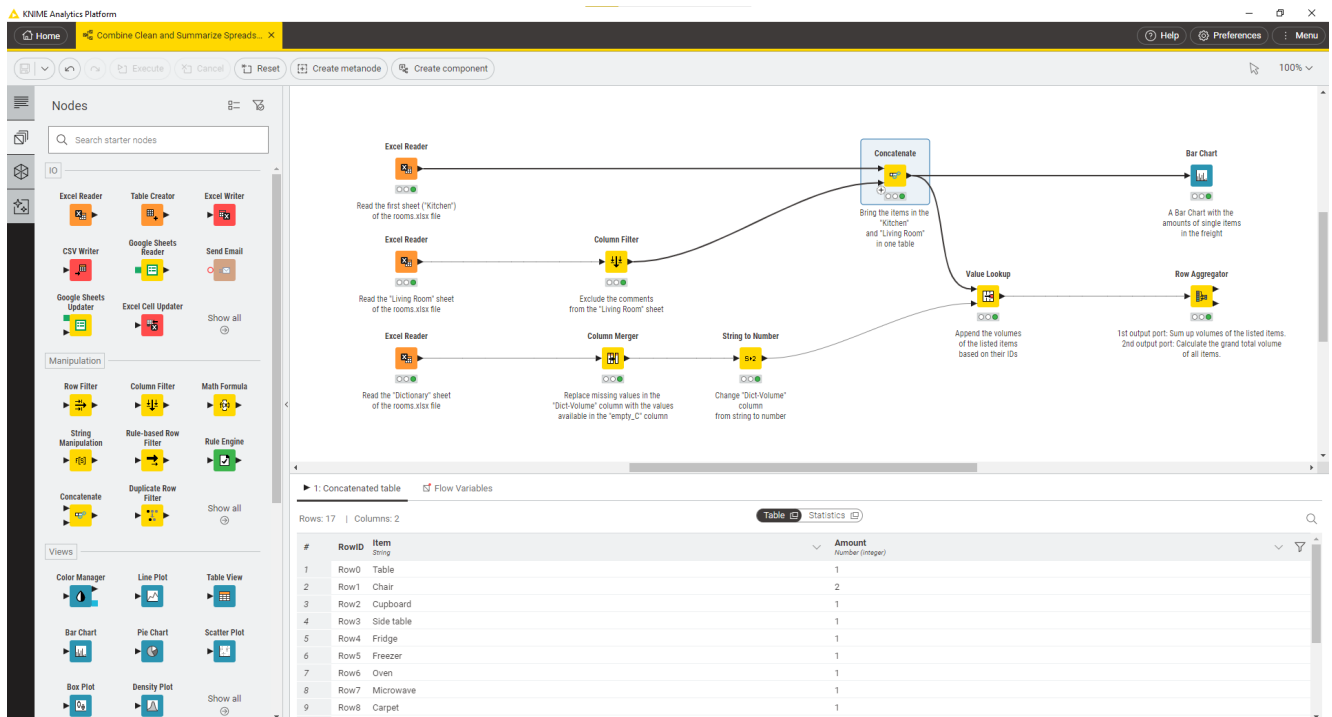 KNIME Analytics Platform
Home
Combine Clean and Summarize Spreads...
Help
Preferences
Menu
Execute
Cancel
Reset
Create metanode
Create component
100%
Nodes
Search starter nodes
IO
Excel Reader
Table Creator
Excel Writer
CSV Writer
Google Sheets
Reader
Send Email
Google Sheets
Updater
Excel Cell Updater
Show all
Manipulation
Row Filter
Column Filter
Math Formula
String
Manipulation
Rule-based Row
Filter
Rule Engine
Concatenate
Duplicate Row
Filter
Show all
Views
Color Manager
Line Plot
Table View
Bar Chart
Pie Chart
Scatter Plot
Box Plot
Density Plot
Show all
Excel Reader
Read the first sheet ("Kitchen")
of the rooms.xlsx file
Excel Reader
Read the "Living Room" sheet
of the rooms.xlsx file
Column Filter
Exclude the comments
from the "Living Room" sheet
Excel Reader
Read the "Dictionary" sheet
of the rooms.xlsx file
Column Merger
Replace missing values in the
"Dict-Volume" column with the values
available in the "empty_C" column
String to Number
S▸2
Change "Dict-Volume"
column
from string to number
Concatenate
Bring the items in the
"Kitchen"
and "Living Room"
in one table
Value Lookup
Append the volumes
of the listed items
based on their IDs
Bar Chart
A Bar Chart with the
amounts of single items
in the freight
Row Aggregator
1st output port: Sum up volumes of the listed items.
2nd output port: Calculate the grand total volume
of all items.
1: Concatenated table
Flow Variables
Rows: 17 | Columns: 2
Table
Statistics
# RowID Item Amount
String Number (integer)
1 Row0 Table 1
2 Row1 Chair 2
3 Row2 Cupboard 1
4 Row3 Side table 1
5 Row4 Fridge 1
6 Row5 Freezer 1
7 Row6 Oven 1
8 Row7 Microwave 1
9 Row8 Carpet 1